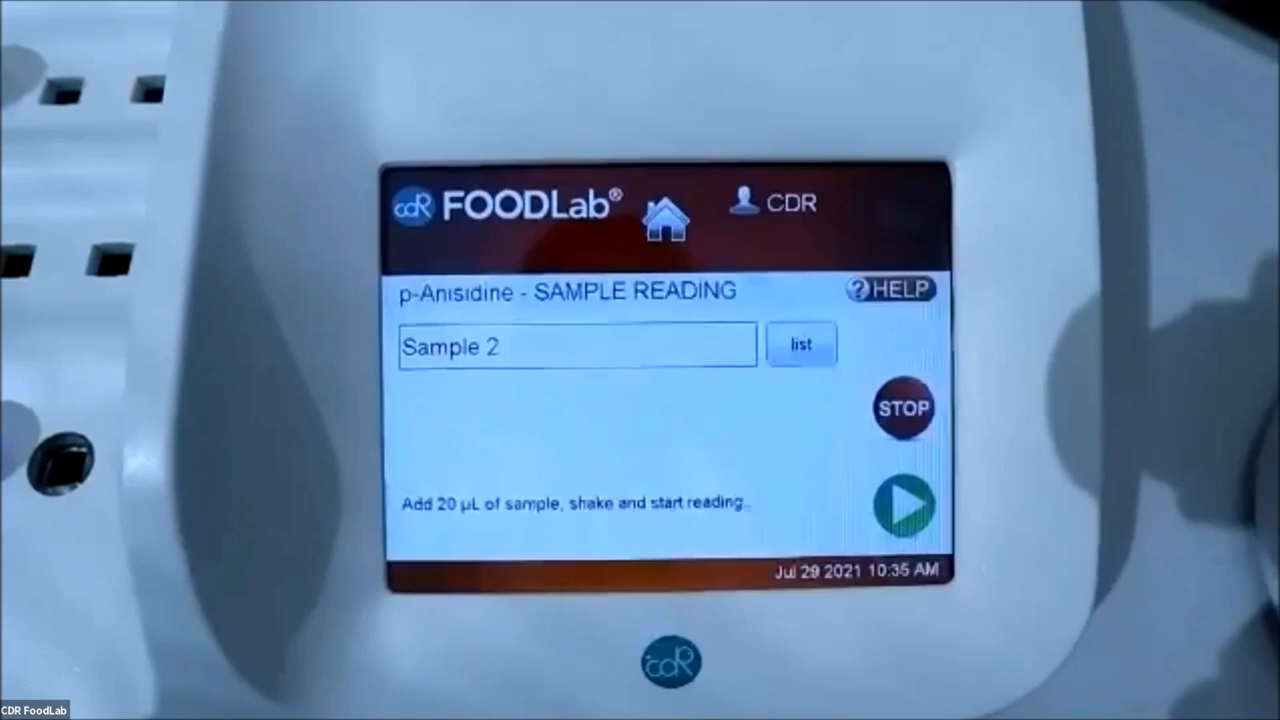 cdR FOODLab®
CDR
p-Anisidine - SAMPLE READING
? HELP
Sample 2
list
STOP
Add 20 µL of sample, shake and start reading.
Jul 29 2021 10:35 AM
cdR
CDR FoodLab